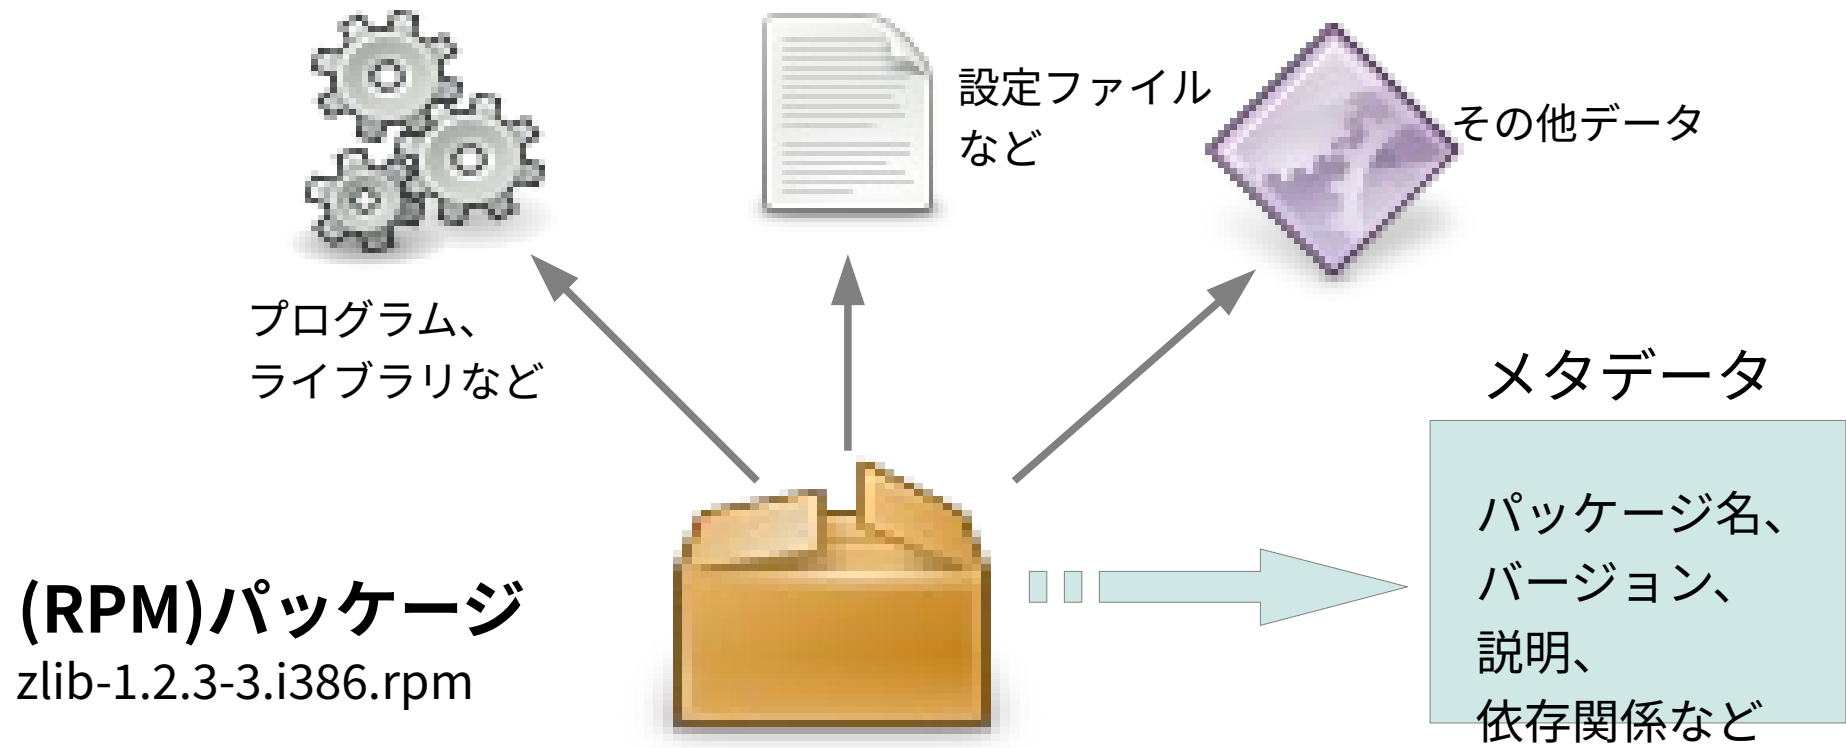 設定ファイル
など
その他データ
プログラム、
ライブラリなど
メタデータ
パッケージ名、
バージョン、
説明、
依存関係など
(RPM)パッケージ
zlib-1.2.3-3.i386.rpm